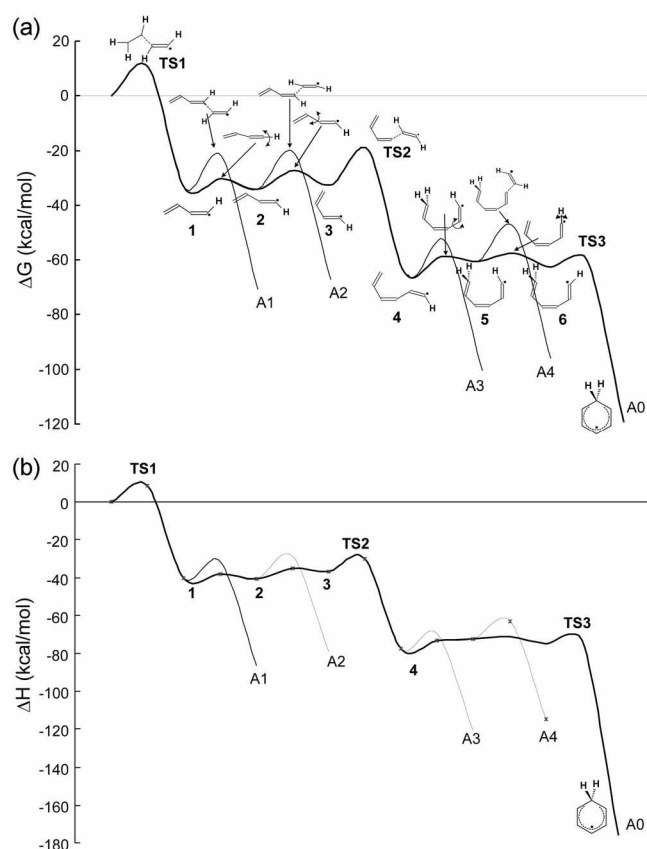 (a)
H
H
H
H
TS1
20
0
-20
-40
-60
-80
-100
-120
ΔG (kcal/mol)
H
H
H
H
H
H
H
TS2
H
H
1
H
2
H
3
A1
A2
H
H
H
H
H
H
H
TS3
H
4
H
H
H
5
H
H
H
6
A3
A4
H
H
A0
(b)
20
0
-20
-40
-60
-80
-100
-120
-140
-160
-180
ΔH (kcal/mol)
TS1
1
2
3
TS2
A1
A2
4
TS3
A3
A4
H
H
A0